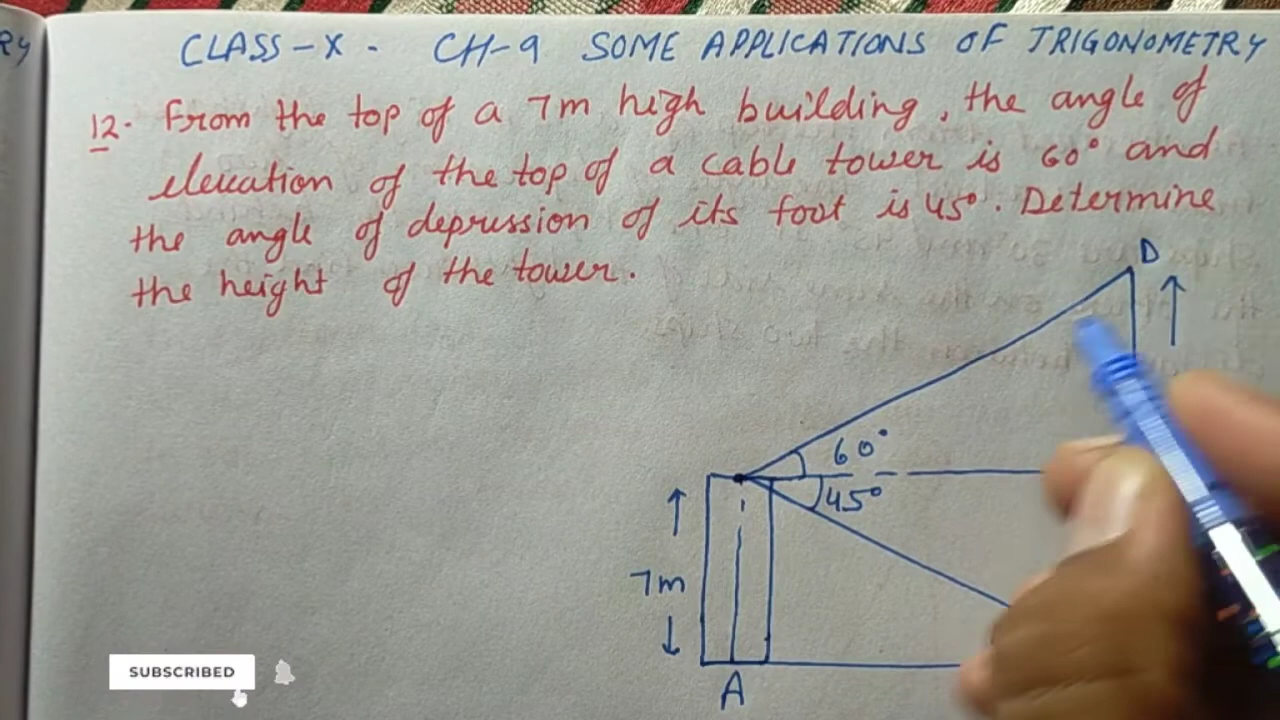 RY
CLASS-X - CH-9 SOME APPLICATIONS OF TRIGONOMETRY
12. From the top of a 7m high building, the angle of
elevation of the top of a cable tower is 60° and
the angle of depression of its foot is 45°. Determine
the height of the tower.
D
60°
45°
7m
A
SUBSCRIBED